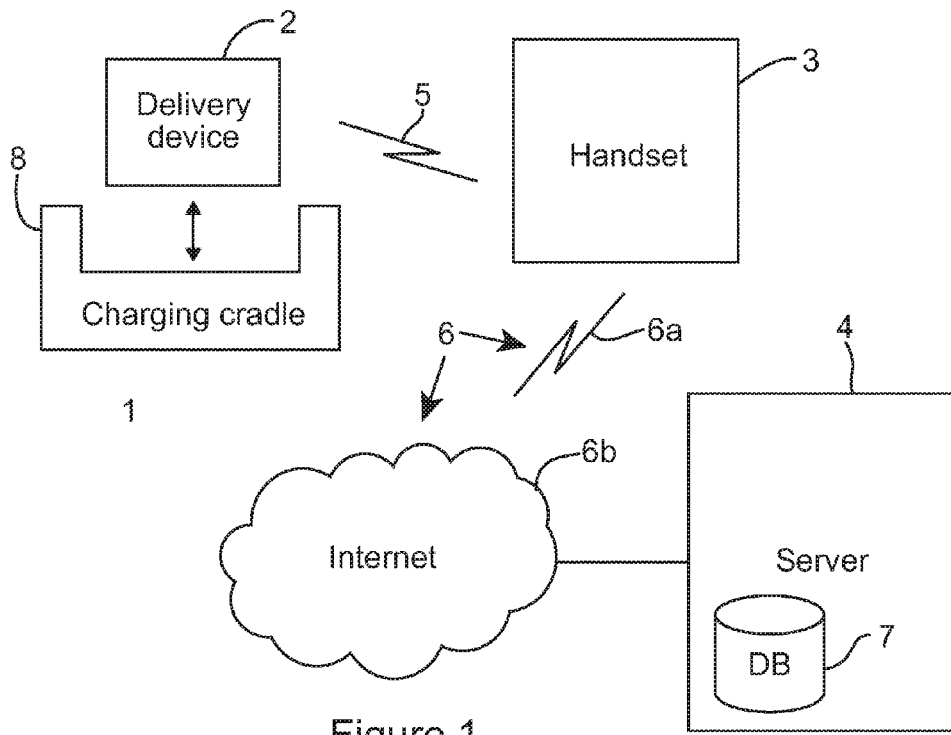 2
Delivery
device
5
3
Handset
8
Charging cradle
6
6a
4
1
6b
Internet
Server
DB
7
Figure 1